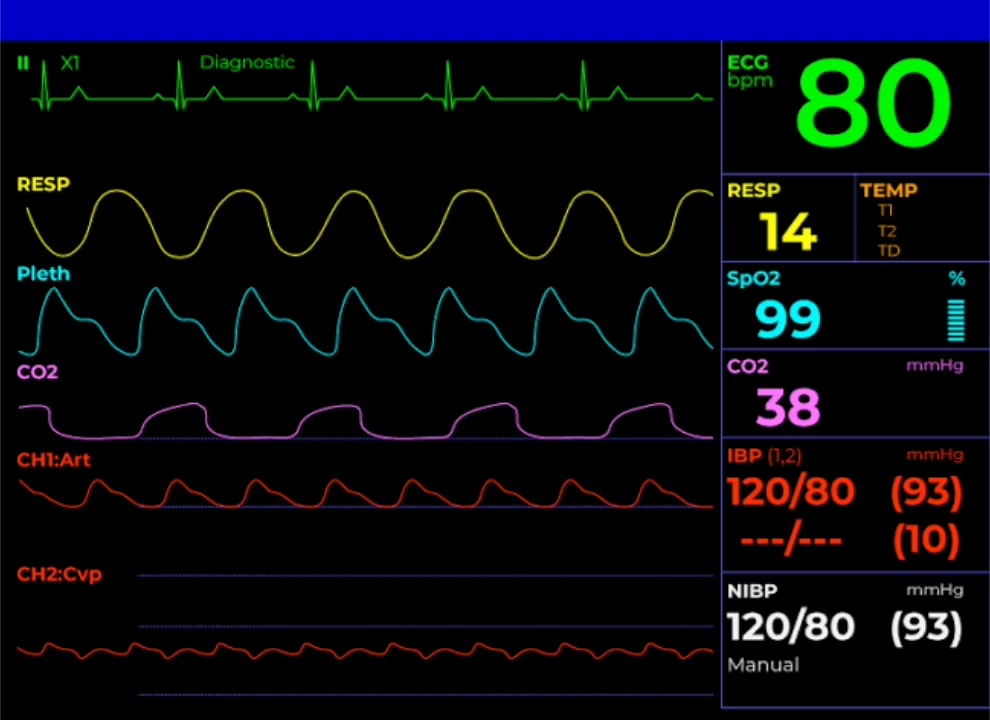 II X1 Diagnostic
RESP
Pleth
CO2
CH1:Art
CH2:Cvp
ECG
bpm
80
RESP
14
TEMP
T1
T2
TD
SpO2 %
99
CO2 mmHg
38
IBP (1,2) mmHg
120/80 (93)
---/--- (10)
NIBP mmHg
120/80 (93)
Manual